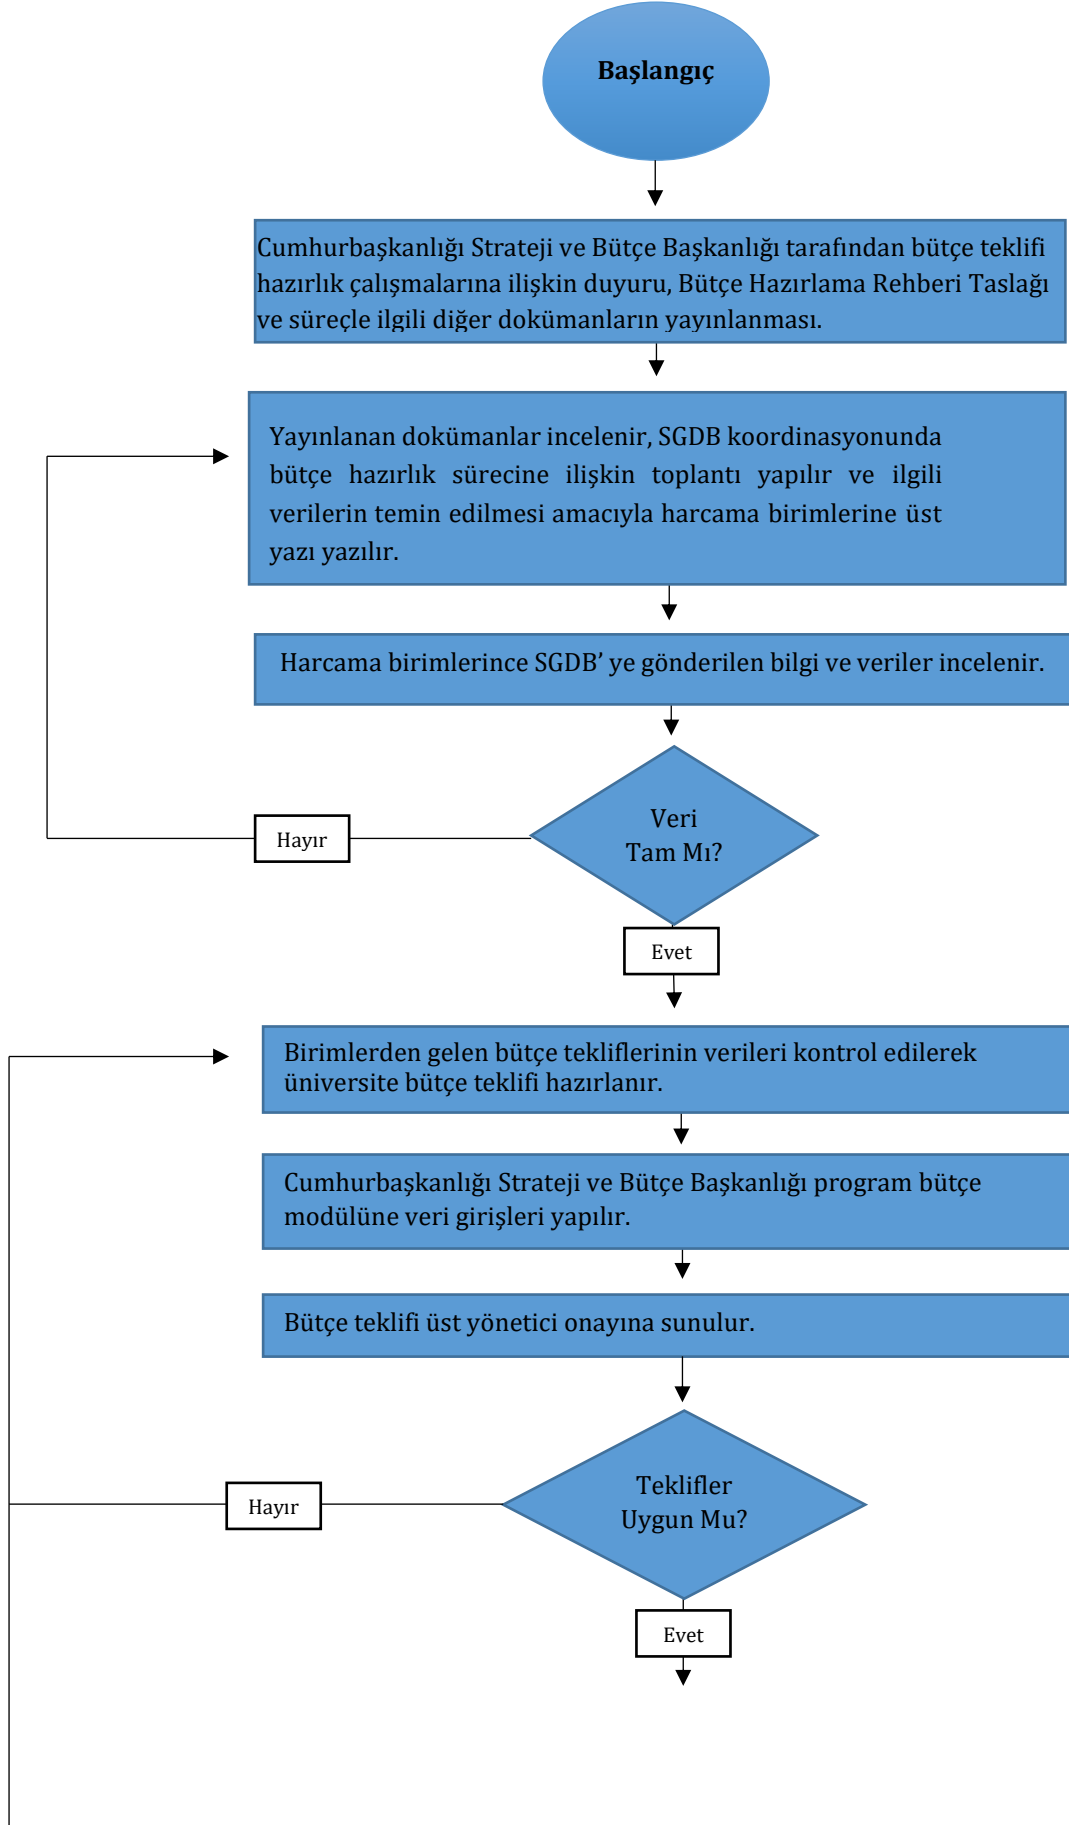 Başlangıç
Cumhurbaşkanlığı Strateji ve Bütçe Başkanlığı tarafından bütçe teklifi
hazırlık çalışmalarına ilişkin duyuru, Bütçe Hazırlama Rehberi Taslağı
ve süreçle ilgili diğer dokümanların yayınlanması.
Yayınlanan dokümanlar incelenir, SGDB koordinasyonunda
bütçe hazırlık sürecine ilişkin toplantı yapılır ve ilgili
verilerin temin edilmesi amacıyla harcama birimlerine üst
yazı yazılır.
Harcama birimlerince SGDB’ ye gönderilen bilgi ve veriler incelenir.
Veri
Tam Mı?
Hayır
Evet
Birimlerden gelen bütçe tekliflerinin verileri kontrol edilerek
üniversite bütçe teklifi hazırlanır.
Cumhurbaşkanlığı Strateji ve Bütçe Başkanlığı program bütçe
modülüne veri girişleri yapılır.
Bütçe teklifi üst yönetici onayına sunulur.
Teklifler
Uygun Mu?
Hayır
Evet